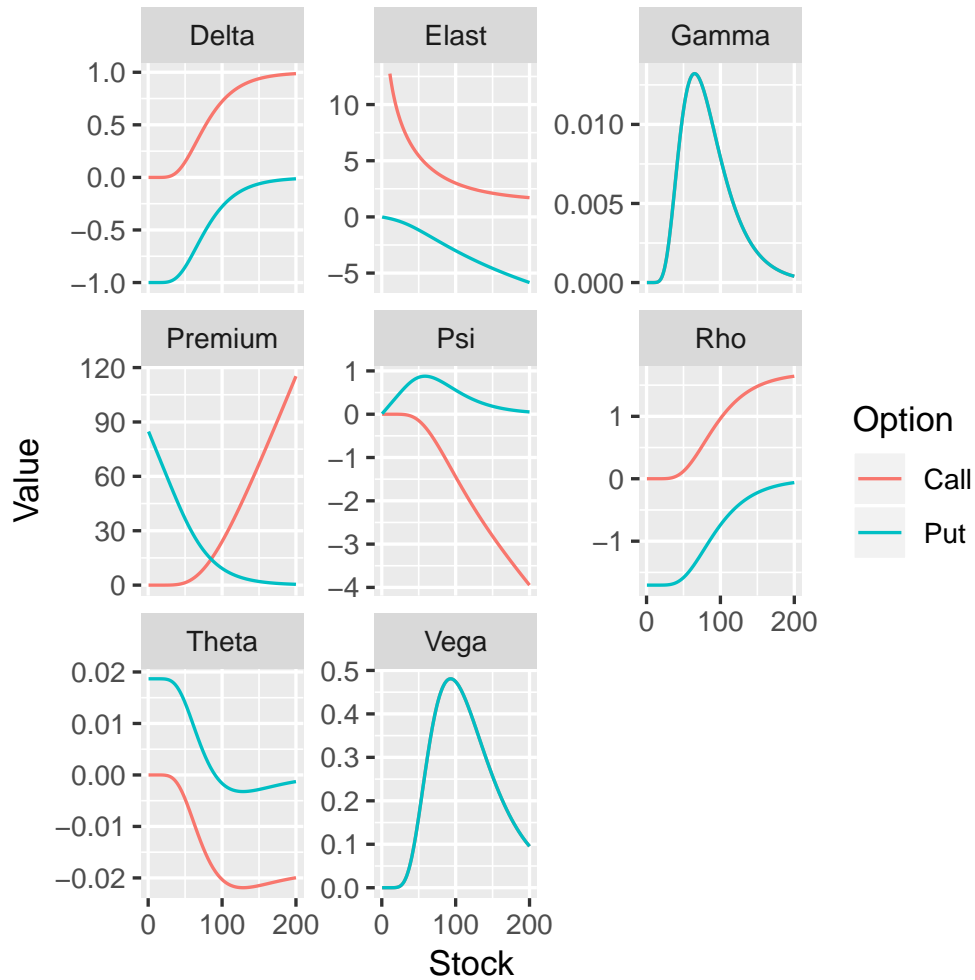 Delta
Elast
Gamma
1.0
0.5
0.0
−0.5
−1.0
10
5
0
−5
0.010
0.005
0.000
Premium
Psi
Rho
120
90
60
30
0
1
0
−1
−2
−3
−4
1
0
−1
0 100 200
Theta
Vega
0.02
0.01
0.00
−0.01
−0.02
0.5
0.4
0.3
0.2
0.1
0.0
0 100 200
0 100 200
Stock
Value
Option
Call
Put